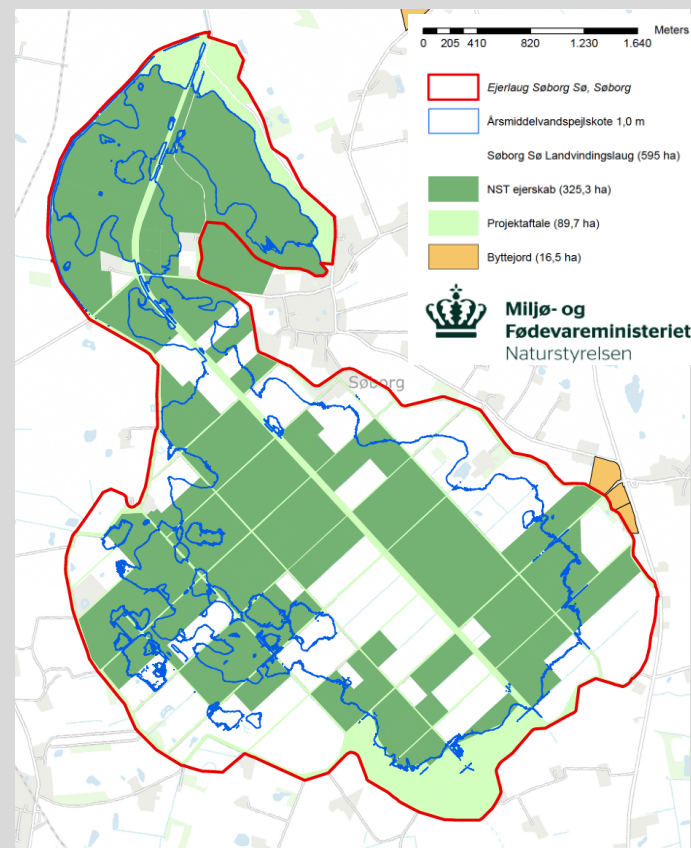 Meters
0 205 410 820 1.230 1.640
Ejerlaug Søborg Sø, Søborg
Årsmiddelvandspejlskote 1,0 m
Søborg Sø Landvindingslaug (595 ha)
NST ejerskab (325,3 ha)
Projektaftale (89,7 ha)
Byttejord (16,5 ha)
Miljø- og
Fødevareministeriet
Naturstyrelsen
Søborg